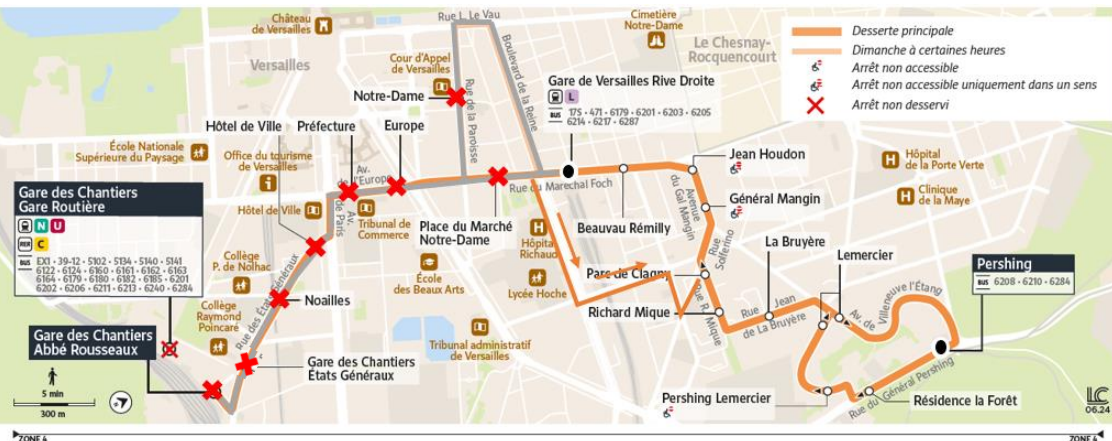 Château
de Versailles
Rue L. Le Vau
Cimetière
Notre-Dame
Desserte principale
Dimanche à certaines heures
Arrêt non accessible
Arrêt non accessible uniquement dans un sens
Arrêt non desservi
Versailles
Cour d'Appel
de Versailles
Boulevard de la Reine
Le Chesnay-
Rocquencourt
Gare de Versailles Rive Droite
L
BUS 175 • 471 • 6179 • 6201 • 6203 • 6205
6214 • 6217 • 6287
Notre-Dame
Rue de la Paroisse
Hôtel de Ville
Préfecture
Europe
École Nationale
Supérieure du Paysage
Office du tourisme
de Versailles
Av.
de l'Europe
Rue du Maréchal Foch
Jean Houdon
Hôpital
de la Porte Verte
Gare des Chantiers
Gare Routière
N U
RER C
BUS EX1 • 39-12 • 5102 • 5134 • 5140 • 5141
6122 • 6124 • 6160 • 6161 • 6162 • 6163
6164 • 6179 • 6180 • 6182 • 6185 • 6201
6202 • 6206 • 6211 • 6213 • 6240 • 6284
Hôtel de Ville
Av.
de Paris
Tribunal de
Commerce
Place du Marché
Notre-Dame
Hôpital
Richaud
Beauvau Rémilly
Avenue
du Gal Mangin
Général Mangin
Clinique
de la Maye
Rue
Solférino
La Bruyère
Lemercier
Pershing
BUS 6208 • 6210 • 6284
Collège
P. de Nolhac
École
des Beaux Arts
Lycée Hoche
Parc de Clagny
Richard Mique
Rue R. Mique
Rue Jean
de La Bruyère
Av. de
Villeneuve l'Étang
Noailles
Rue des États Généraux
Collège
Raymond
Poincaré
Gare des Chantiers
Abbé Rousseaux
Gare des Chantiers
États Généraux
Tribunal administratif
de Versailles
Pershing Lemercier
Rue du Général Pershing
Résidence la Forêt
5 min
300 m
LC
06.24
ZONE 4
ZONE 4